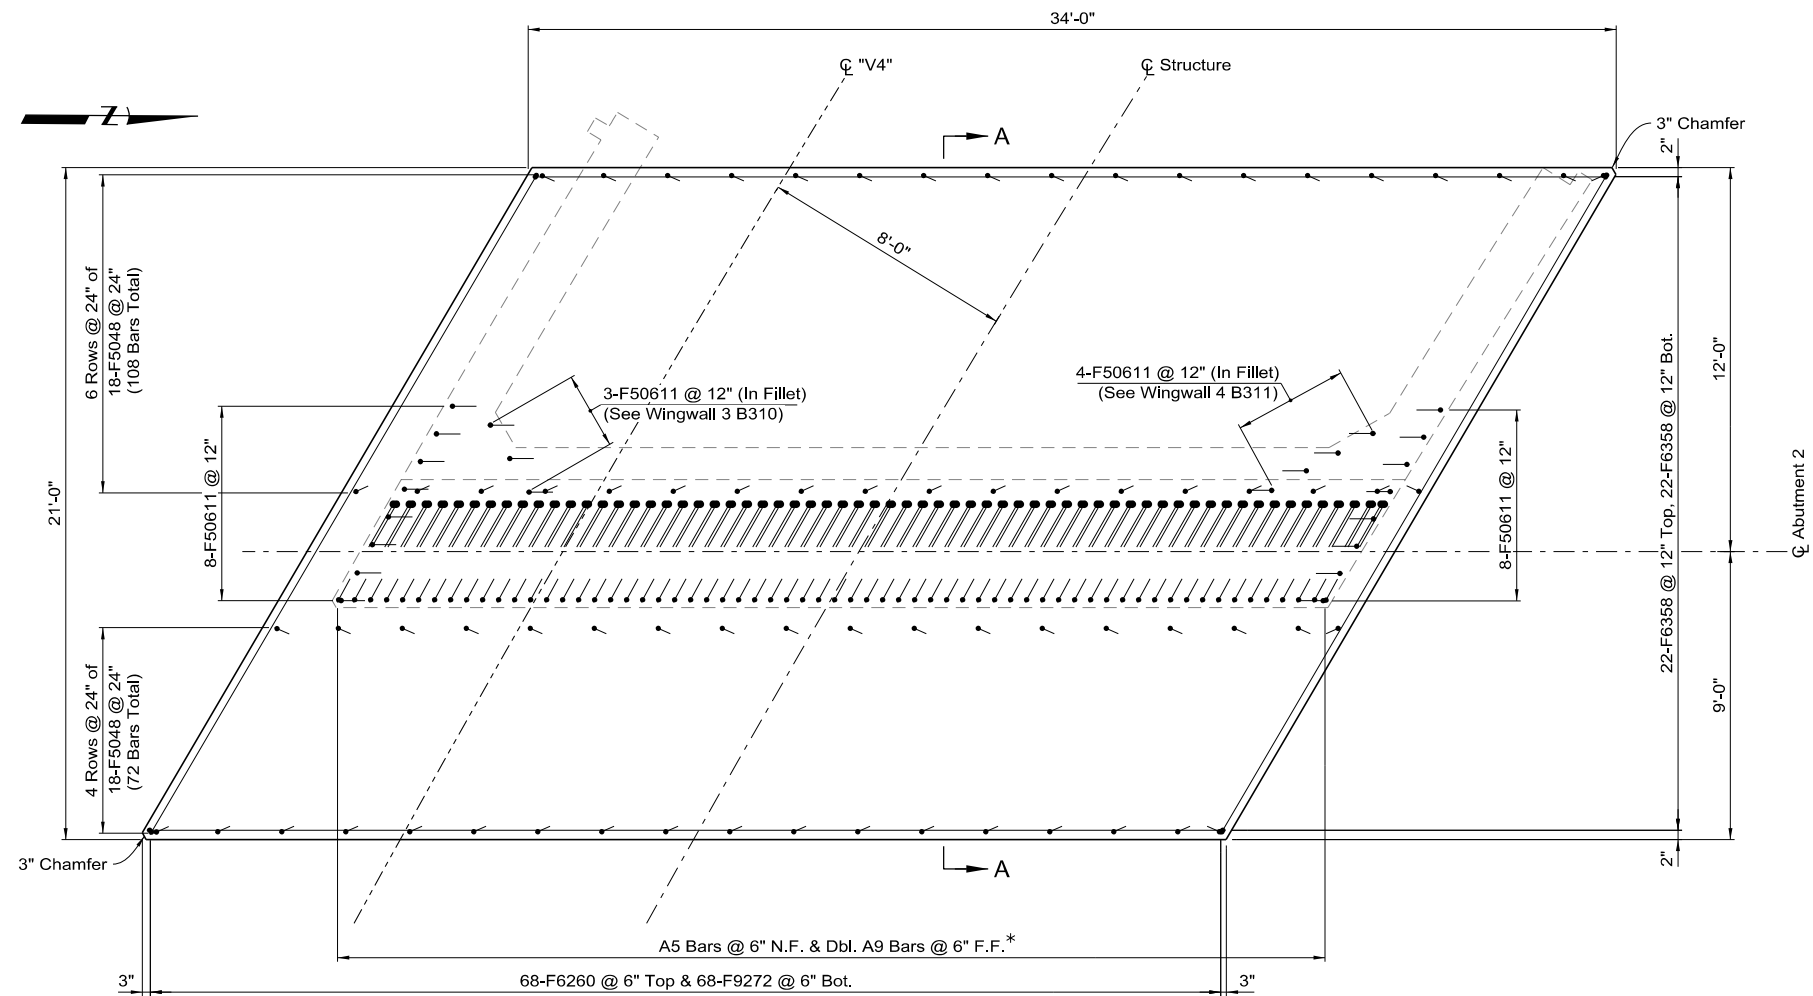 34'-0"
℄ "V4"
℄ Structure
N
A
3" Chamfer
2"
6 Rows @ 24" of
18-F5048 @ 24"
(108 Bars Total)
8'-0"
12'-0"
3-F50611 @ 12" (In Fillet)
(See Wingwall 3 B310)
4-F50611 @ 12" (In Fillet)
(See Wingwall 4 B311)
21'-0"
8-F50611 @ 12"
8-F50611 @ 12"
22-F6358 @ 12" Top, 22-F6358 @ 12" Bot.
℄ Abutment 2
4 Rows @ 24" of
18-F5048 @ 24"
(72 Bars Total)
9'-0"
3" Chamfer
A
2"
A5 Bars @ 6" N.F. & Dbl. A9 Bars @ 6" F.F.*
3"
68-F6260 @ 6" Top & 68-F9272 @ 6" Bot.
3"